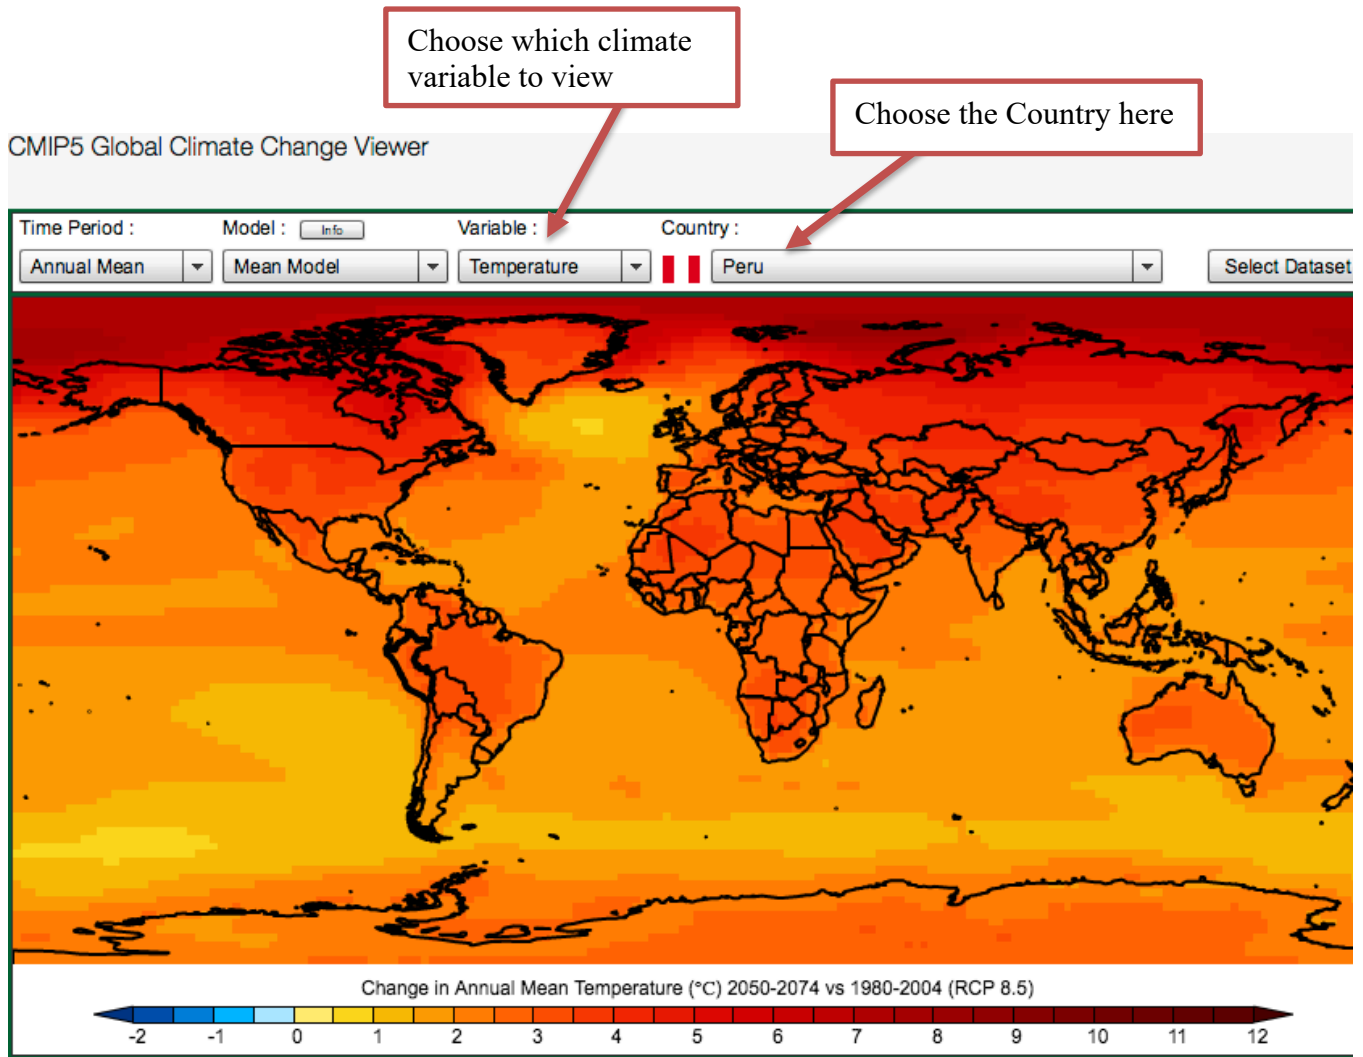 Choose which climate
variable to view
Choose the Country here
CMIP5 Global Climate Change Viewer
Time Period : Model : Info Variable : Country :
Annual Mean Mean Model Temperature Peru Select Dataset
Change in Annual Mean Temperature (°C) 2050-2074 vs 1980-2004 (RCP 8.5)
-2 -1 0 1 2 3 4 5 6 7 8 9 10 11 12